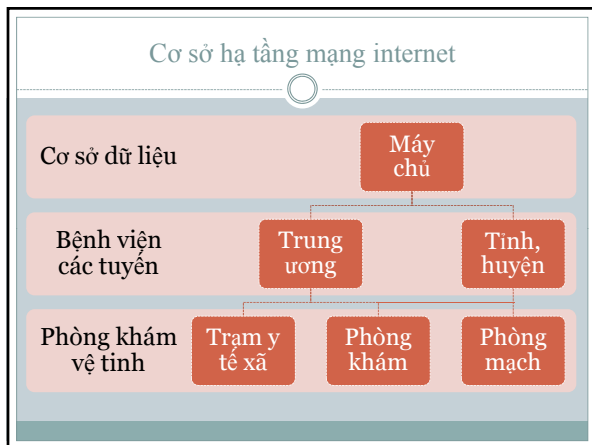 Cơ sở hạ tầng mạng internet
Cơ sở dữ liệu
Máy
chủ
Bệnh viện
các tuyến
Trung
ương
Tỉnh,
huyện
Phòng khám
vệ tinh
Trạm y
tế xã
Phòng
khám
Phòng
mạch